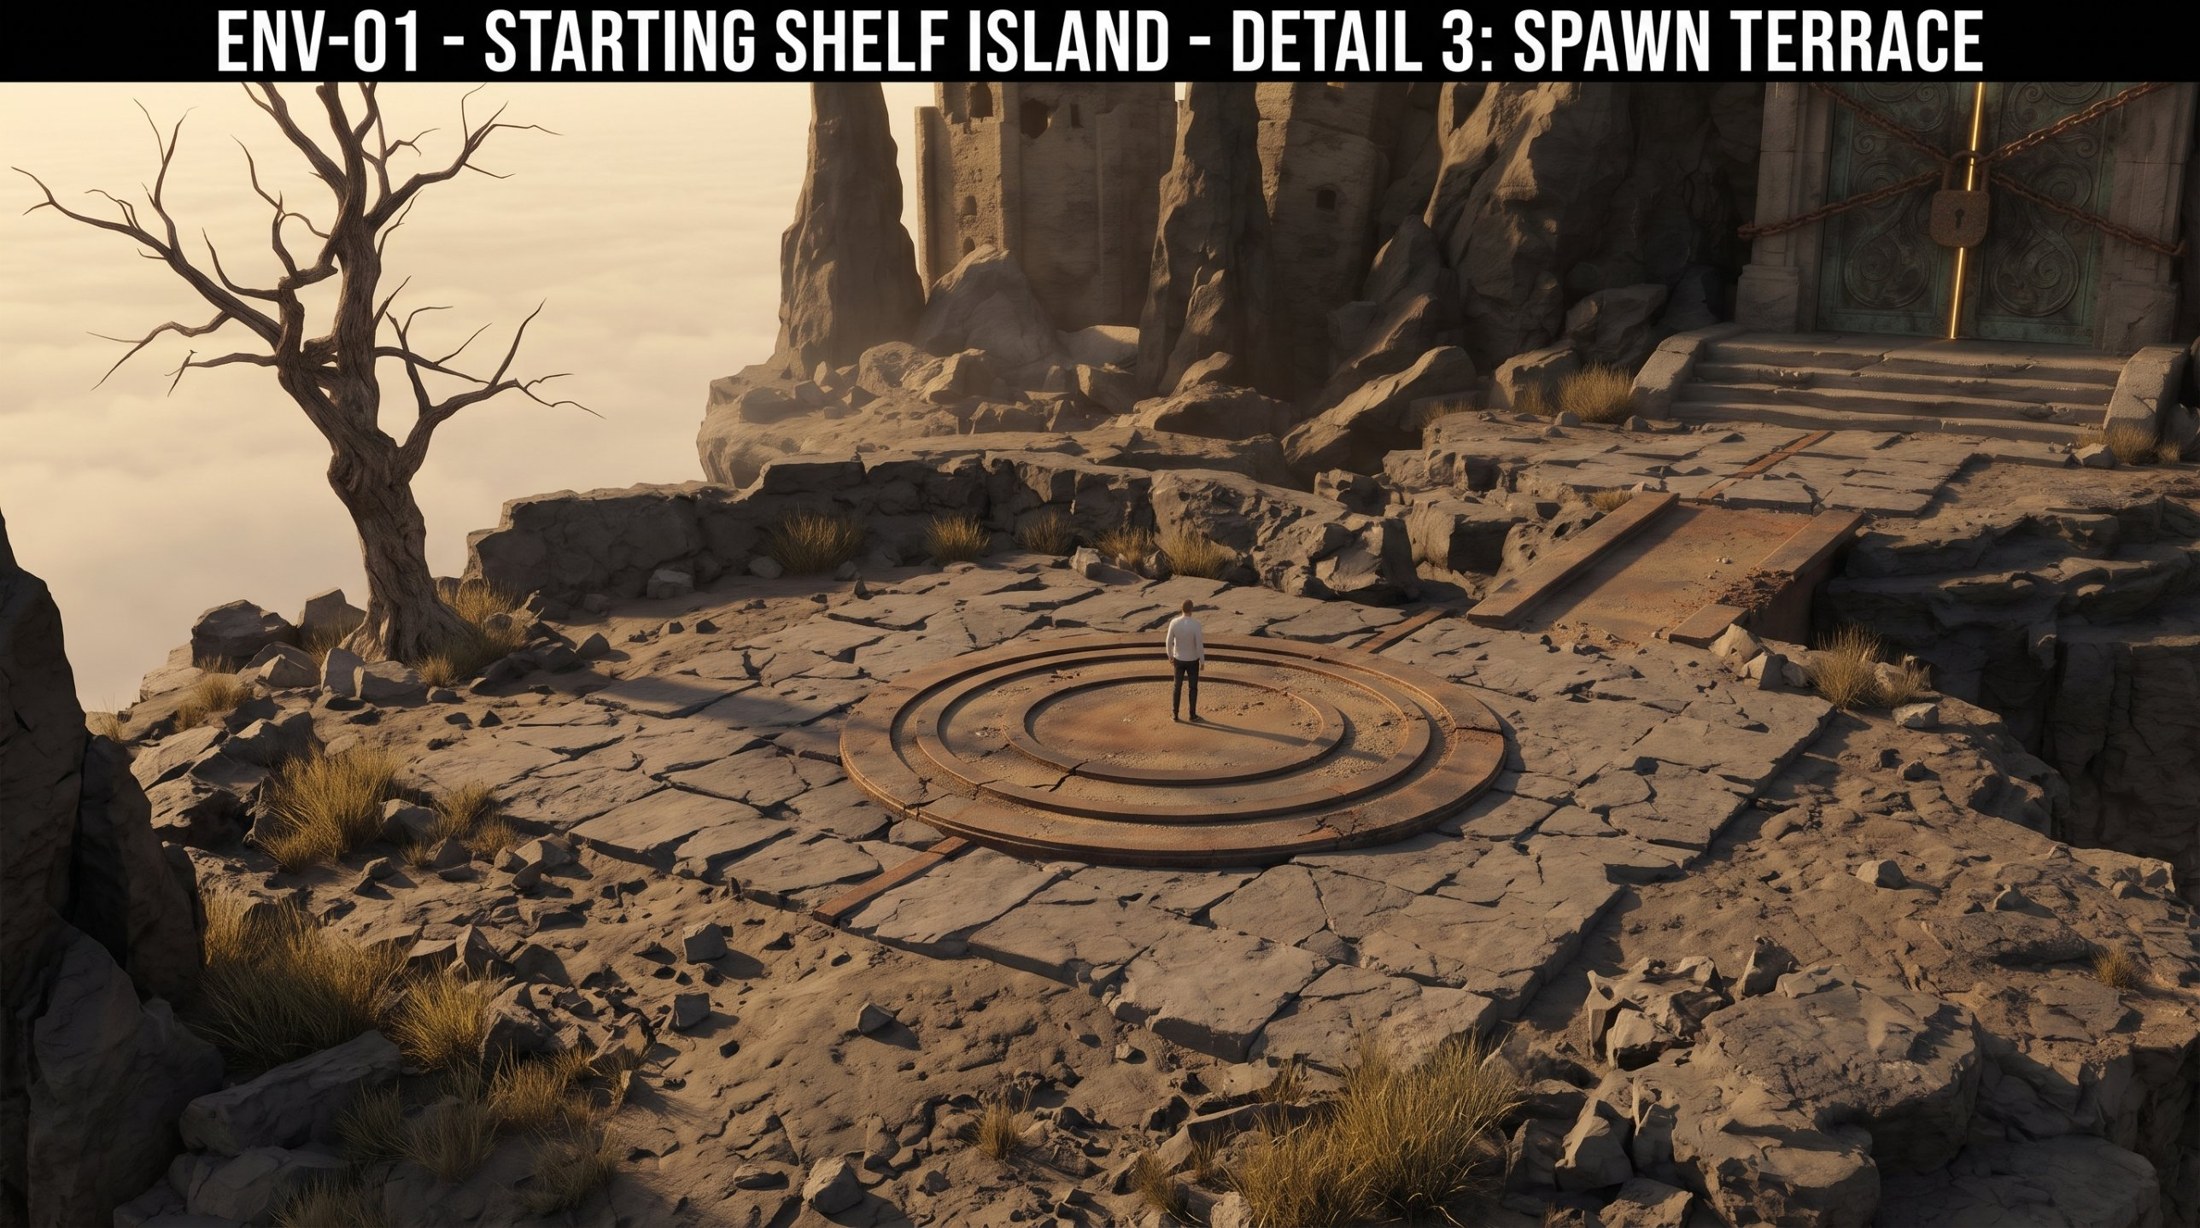 ENV-01 - STARTING SHELF ISLAND - DETAIL 3: SPAWN TERRACE